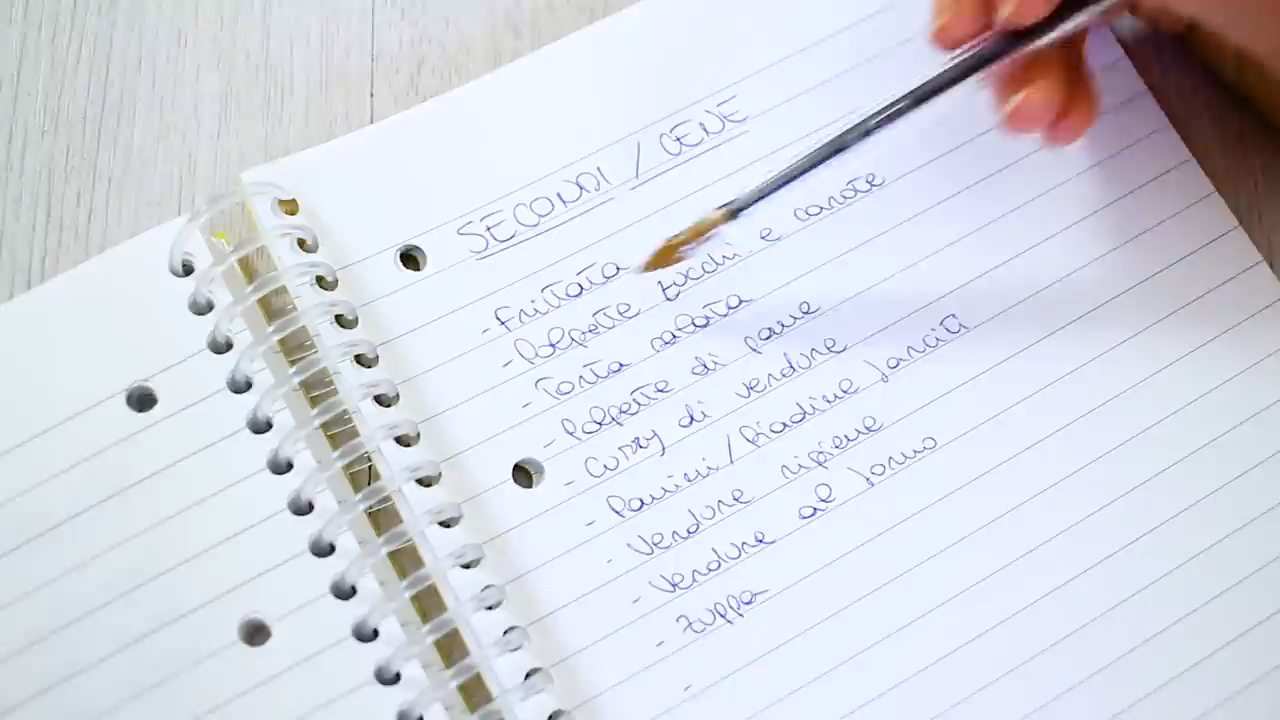 SECONDI / CENE
- Frittata
- Polpette zucchi e carote
- Torta salata
- Polpette di pane
- Curry di verdure
- Panini / Piadine farciti
- Verdure ripiene
- Verdure al forno
- Zuppa
-